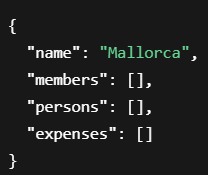 {
  "name": "Mallorca",
  "members": [],
  "persons": [],
  "expenses": []
}